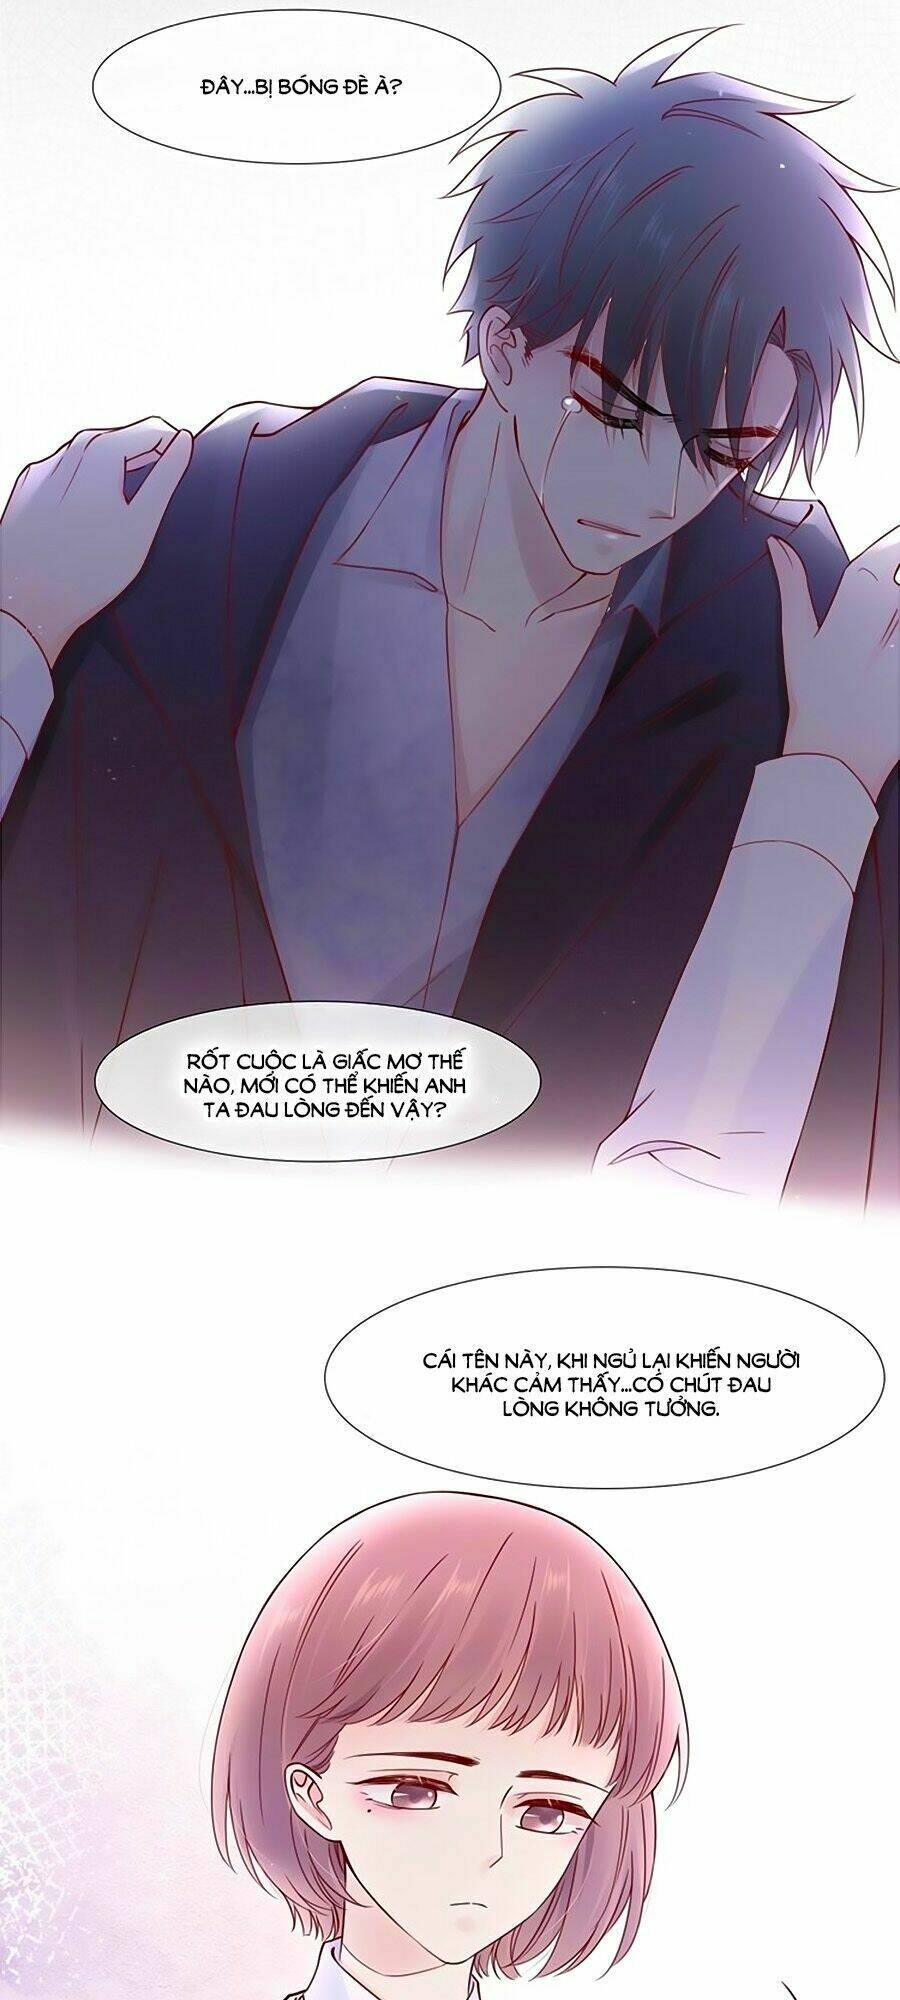 ĐÂY...BỊ BÓNG ĐÈ À?
RỐT CUỘC LÀ GIẤC MƠ THẾ
NÀO, MỚI CÓ THỂ KHIẾN ANH
TA ĐAU LÒNG ĐẾN VẬY?
CÁI TÊN NÀY, KHI NGỦ LẠI KHIẾN NGƯỜI
KHÁC CẢM THẤY...CÓ CHÚT ĐAU
LÒNG KHÔNG TƯỞNG.